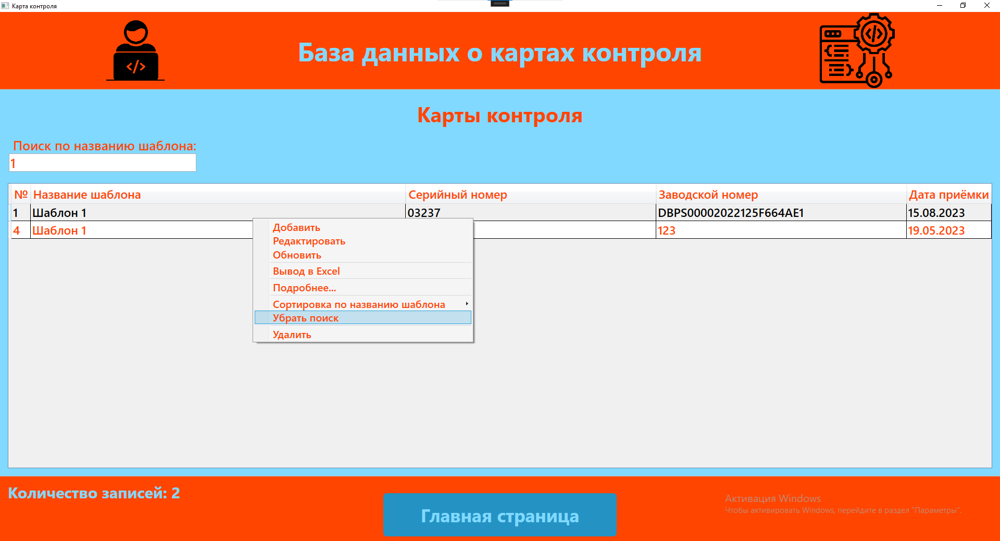 Карта контроля
База данных о картах контроля
Карты контроля
Поиск по названию шаблона:
1
№ Название шаблона Серийный номер Заводской номер Дата приёмки
1 Шаблон 1 03237 DBPS00002022125F664AE1 15.08.2023
4 Шаблон 1 123 19.05.2023
Добавить
Редактировать
Обновить
Вывод в Excel
Подробнее...
Сортировка по названию шаблона
Убрать поиск
Удалить
Количество записей: 2
Главная страница
Активация Windows
Чтобы активировать Windows, перейдите в раздел "Параметры".